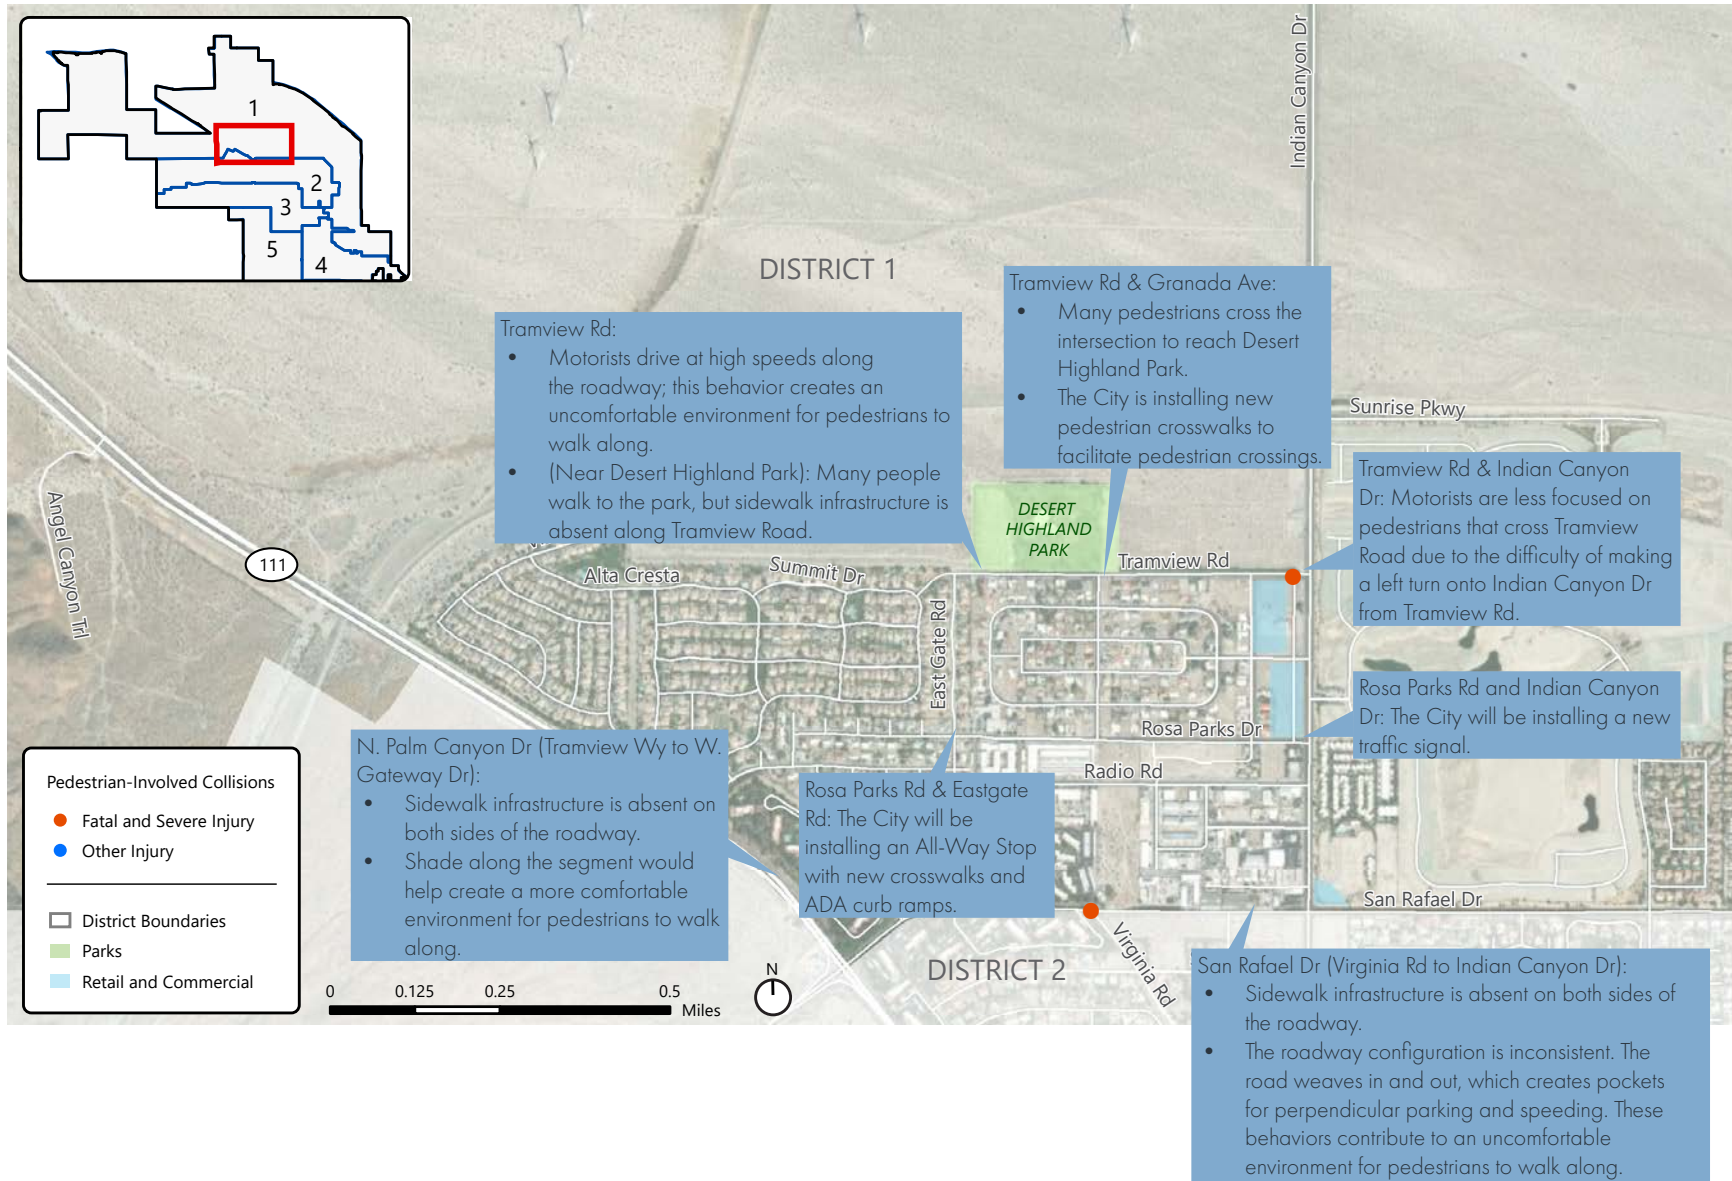 1
2
3
5
4
Indian Canyon Dr
DISTRICT 1
Tramview Rd & Granada Ave:
• Many pedestrians cross the
intersection to reach Desert
Highland Park.
• The City is installing new
pedestrian crosswalks to
facilitate pedestrian crossings.
Tramview Rd:
• Motorists drive at high speeds along
the roadway; this behavior creates an
uncomfortable environment for pedestrians to
walk along.
• (Near Desert Highland Park): Many people
walk to the park, but sidewalk infrastructure is
absent along Tramview Road.
Sunrise Pkwy
Tramview Rd & Indian Canyon
Dr: Motorists are less focused on
pedestrians that cross Tramview
Road due to the difficulty of making
a left turn onto Indian Canyon Dr
from Tramview Rd.
DESERT
HIGHLAND
PARK
Angel Canyon Trl
111
Alta Cresta
Summit Dr
Tramview Rd
East Gate Rd
Rosa Parks Rd and Indian Canyon
Dr: The City will be installing a new
traffic signal.
Rosa Parks Dr
Radio Rd
N. Palm Canyon Dr (Tramview Wy to W.
Gateway Dr):
• Sidewalk infrastructure is absent on
both sides of the roadway.
• Shade along the segment would
help create a more comfortable
environment for pedestrians to walk
along.
Rosa Parks Rd & Eastgate
Rd: The City will be
installing an All-Way Stop
with new crosswalks and
ADA curb ramps.
San Rafael Dr
Virginia Rd
DISTRICT 2
San Rafael Dr (Virginia Rd to Indian Canyon Dr):
• Sidewalk infrastructure is absent on both sides of
the roadway.
• The roadway configuration is inconsistent. The
road weaves in and out, which creates pockets
for perpendicular parking and speeding. These
behaviors contribute to an uncomfortable
environment for pedestrians to walk along.
Pedestrian-Involved Collisions
Fatal and Severe Injury
Other Injury
District Boundaries
Parks
Retail and Commercial
0 0.125 0.25 0.5
Miles
N